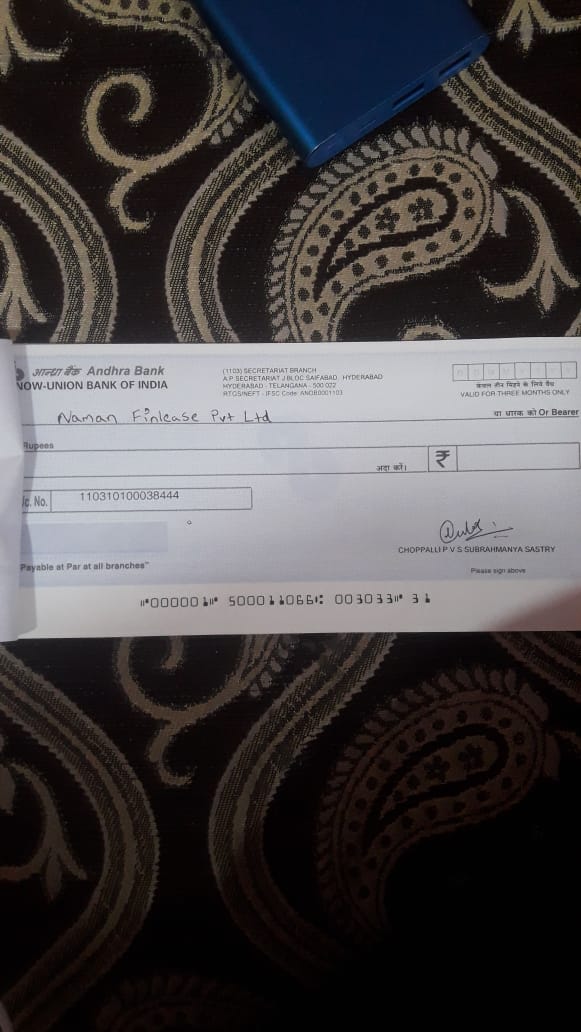 आन्ध्रा बैंक Andhra Bank
NOW-UNION BANK OF INDIA
(1103) SECRETARIAT BRANCH
A.P. SECRETARIAT J BLOC SAIFABAD, HYDERABAD
HYDERABAD - TELANGANA - 500 022
RTGS/NEFT - IFSC Code: ANDB0001103
D D M M Y Y Y Y
केवल तीन महिने के लिये वैध
VALID FOR THREE MONTHS ONLY
Naman Finlease Pvt Ltd
या धारक को Or Bearer
Rupees
अदा करें।
₹
/c. No.
110310100038444
CHOPPALLI P V S SUBRAHMANYA SASTRY
Payable at Par at all branches"
Please sign above
⑈000001⑈ 500011066⑆ 003033⑈ 31